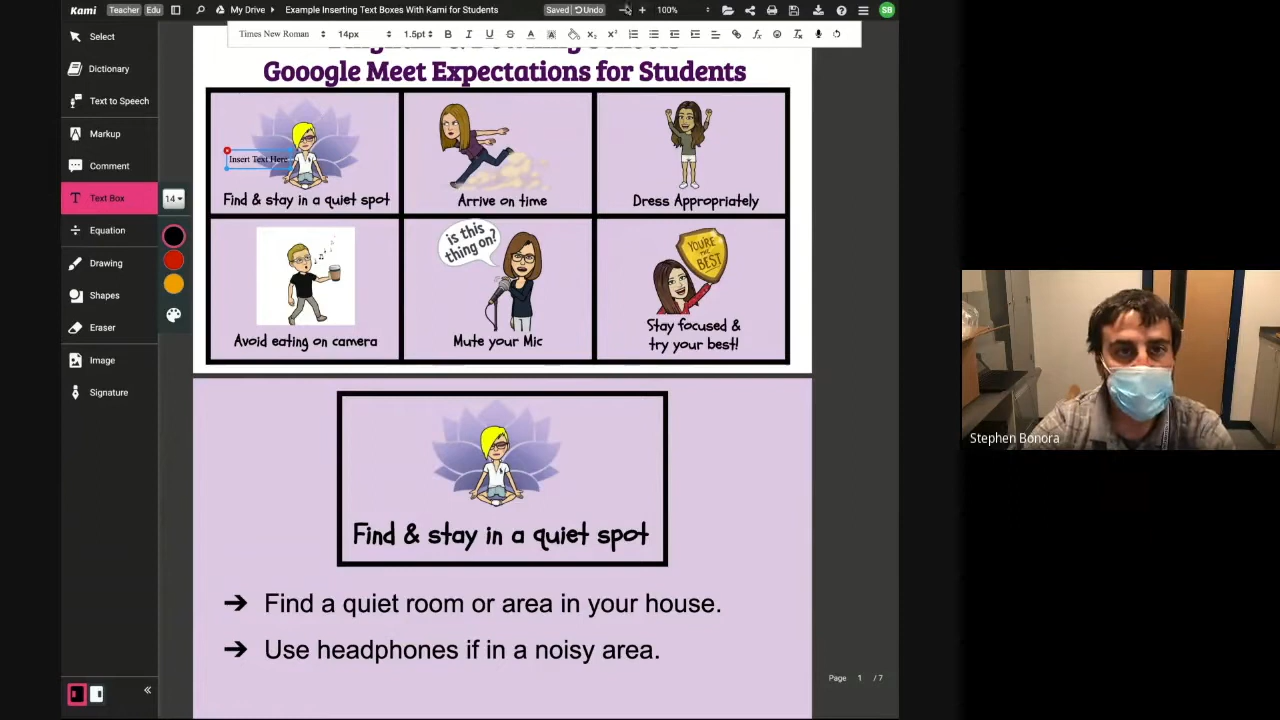 Kami Teacher Edu My Drive > Example Inserting Text Boxes With Kami for Students Saved Undo 100% SB
Times New Roman 14px 1.5pt B I U S A A X₂ X²
Select
Dictionary
Text to Speech
Markup
Comment
Text Box 14
Equation
Drawing
Shapes
Eraser
Image
Signature
Gooogle Meet Expectations for Students
Insert Text Here
Find & stay in a quiet spot
Arrive on time
Dress Appropriately
Avoid eating on camera
is this
thing on?
Mute your Mic
YOU'RE
THE
BEST
Stay focused &
try your best!
Find & stay in a quiet spot
➔ Find a quiet room or area in your house.
➔ Use headphones if in a noisy area.
Page 1 / 7
Stephen Bonora